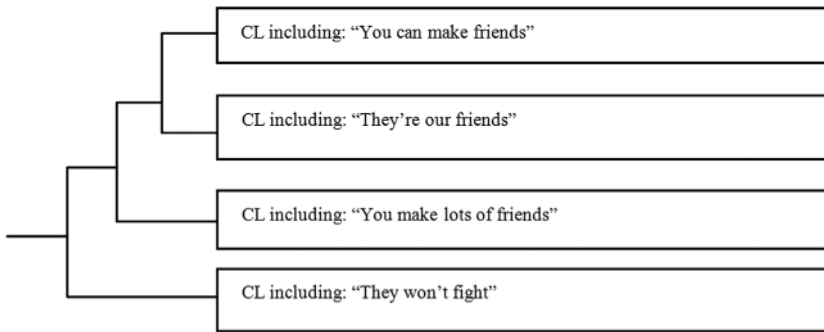 CL including: “You can make friends”
CL including: “They’re our friends”
CL including: “You make lots of friends”
CL including: “They won’t fight”